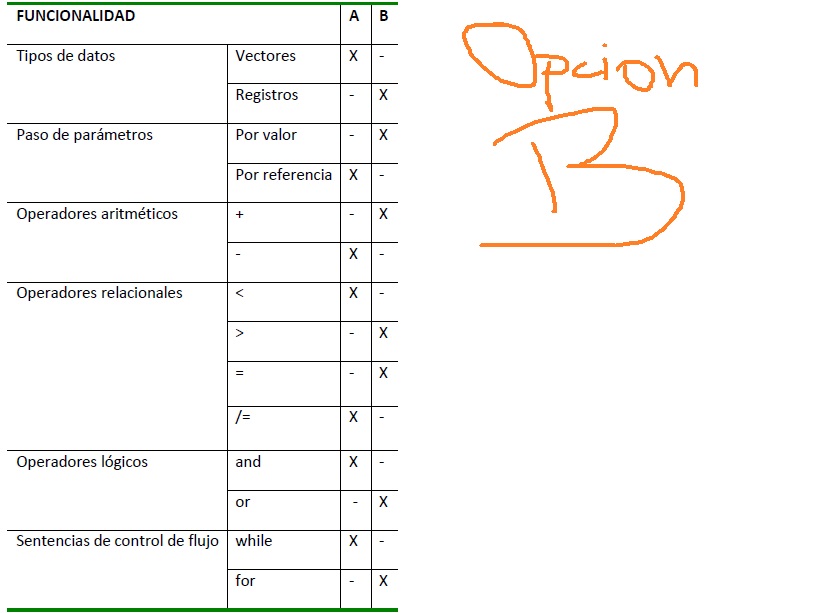 FUNCIONALIDAD A B
Tipos de datos Vectores X -
Registros - X
Paso de parámetros Por valor - X
Por referencia X -
Operadores aritméticos + - X
- X -
Operadores relacionales < X -
> - X
= - X
/= X -
Operadores lógicos and X -
or - X
Sentencias de control de flujo while X -
for - X
Opcion
B